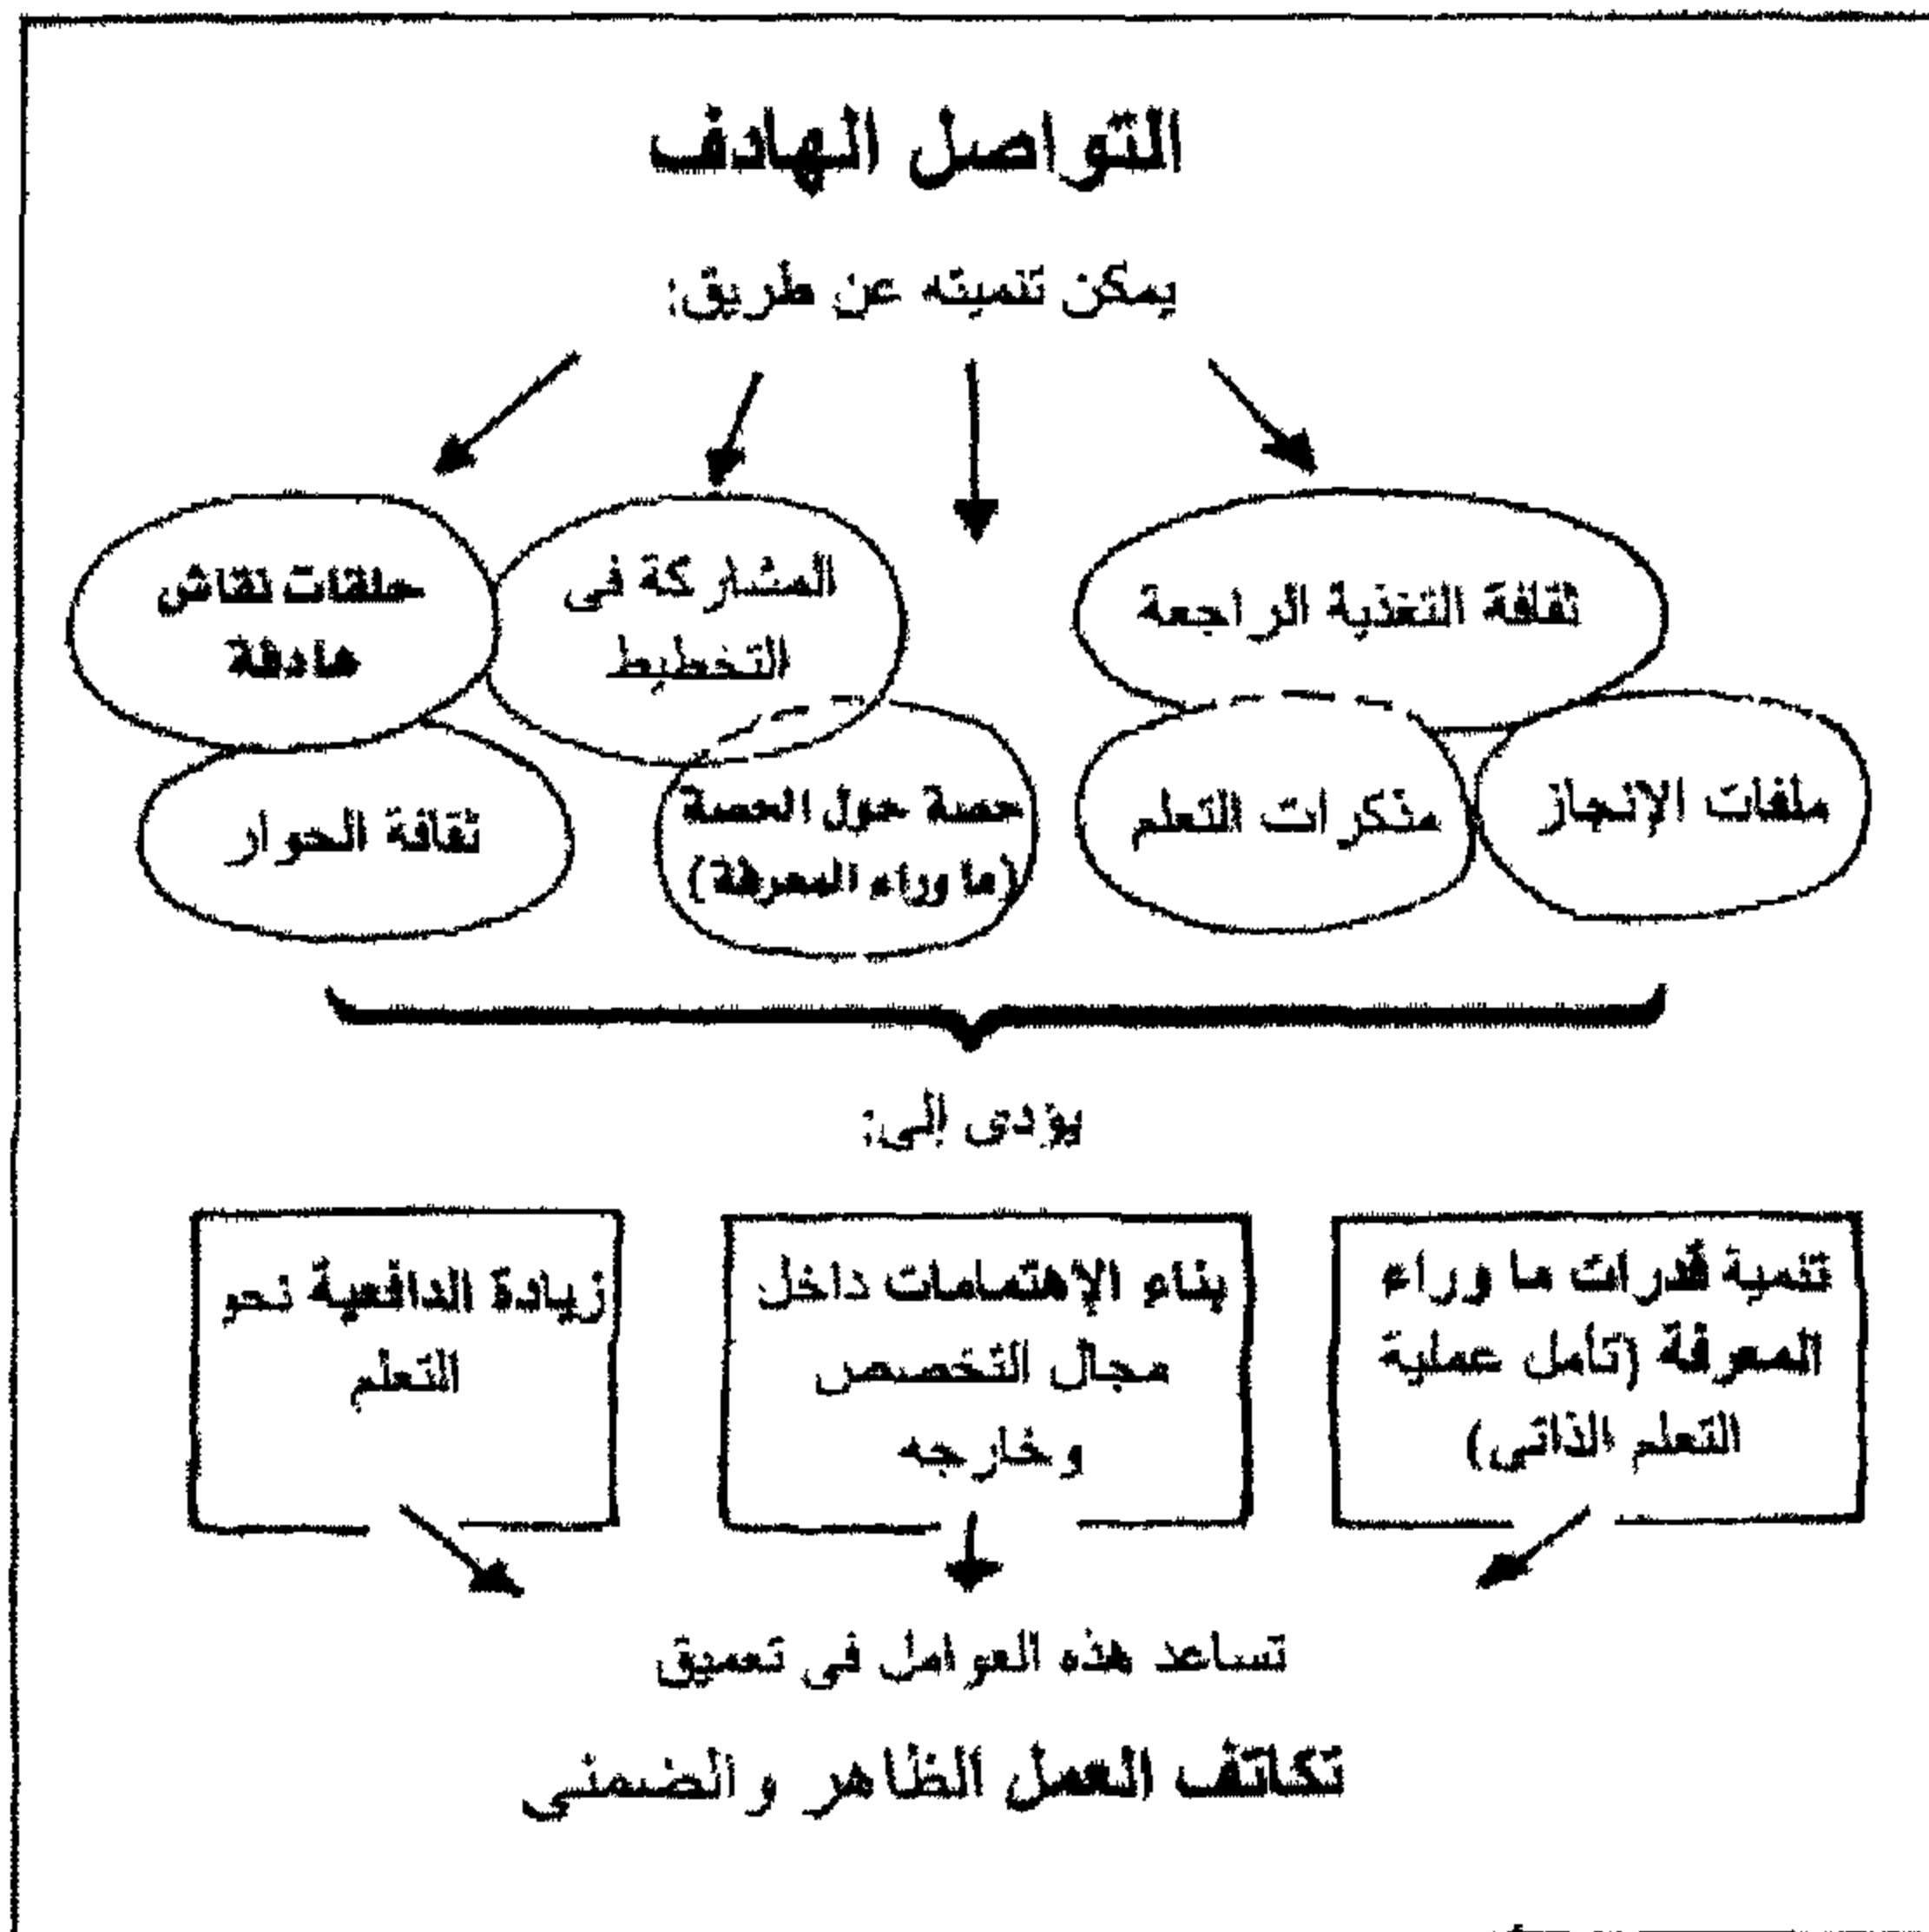 التواصل الهادف
يمكن تنميته عن طريق:
ثقافة التغذية الراجعة
المشاركة فى
التخطيط
حلقات نقاش
هادفة
ملفات الإنجاز
مذكرات التعلم
حصة حول الحصة
(ما وراء المعرفة)
ثقافة الحوار
يؤدى إلى:
تنمية قدرات ما وراء
المعرفة (تأمل عملية
التعلم الذاتى)
بناء الإهتمامات داخل
مجال التخصص
وخارجه
زيادة الدافعية نحو
التعلم
تساعد هذه العوامل فى تعميق
تكاتف العمل الظاهر والضمنى